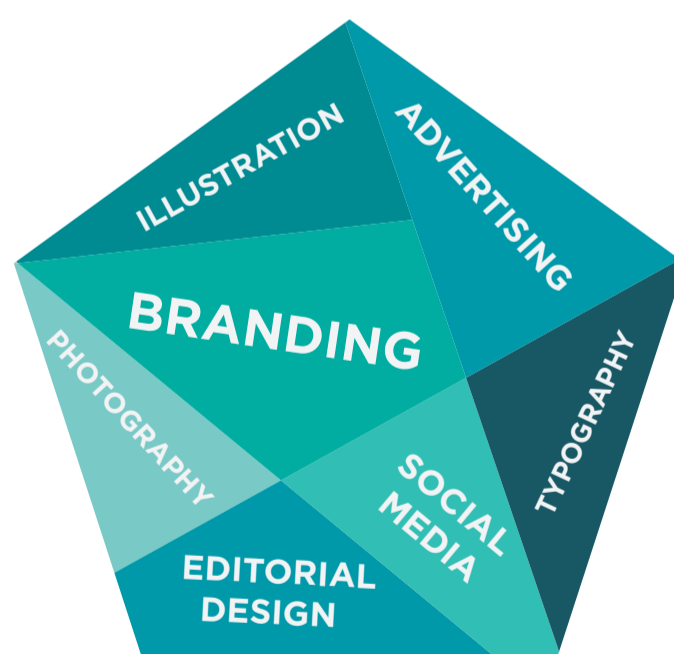 ILLUSTRATION
ADVERTISING
BRANDING
PHOTOGRAPHY
TYPOGRAPHY
SOCIAL
MEDIA
EDITORIAL
DESIGN